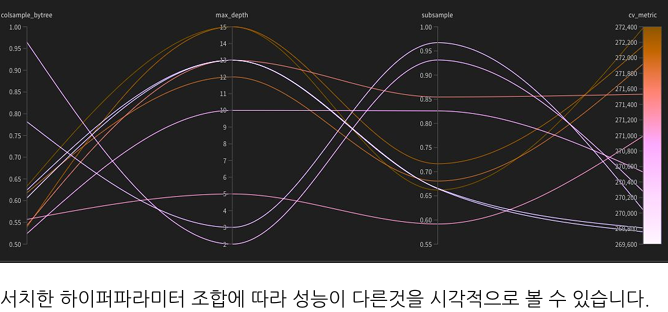 colsample_bytree max_depth subsample cv_metric
1.00 15 1.00 272,400
14 272,200
0.95 13 0.95 272,000
0.90 12 0.90 271,800
0.85 11 0.85 271,600
0.80 10 271,400
0.80 271,200
0.75 9 0.75 271,000
0.70 8 270,800
0.70 7 270,600
0.65 6 0.65 270,400
0.60 5 0.60 270,200
4 270,000
0.55 3
0.50 2 0.55 269,600
서치한 하이퍼파라미터 조합에 따라 성능이 다른것을 시각적으로 볼 수 있습니다.